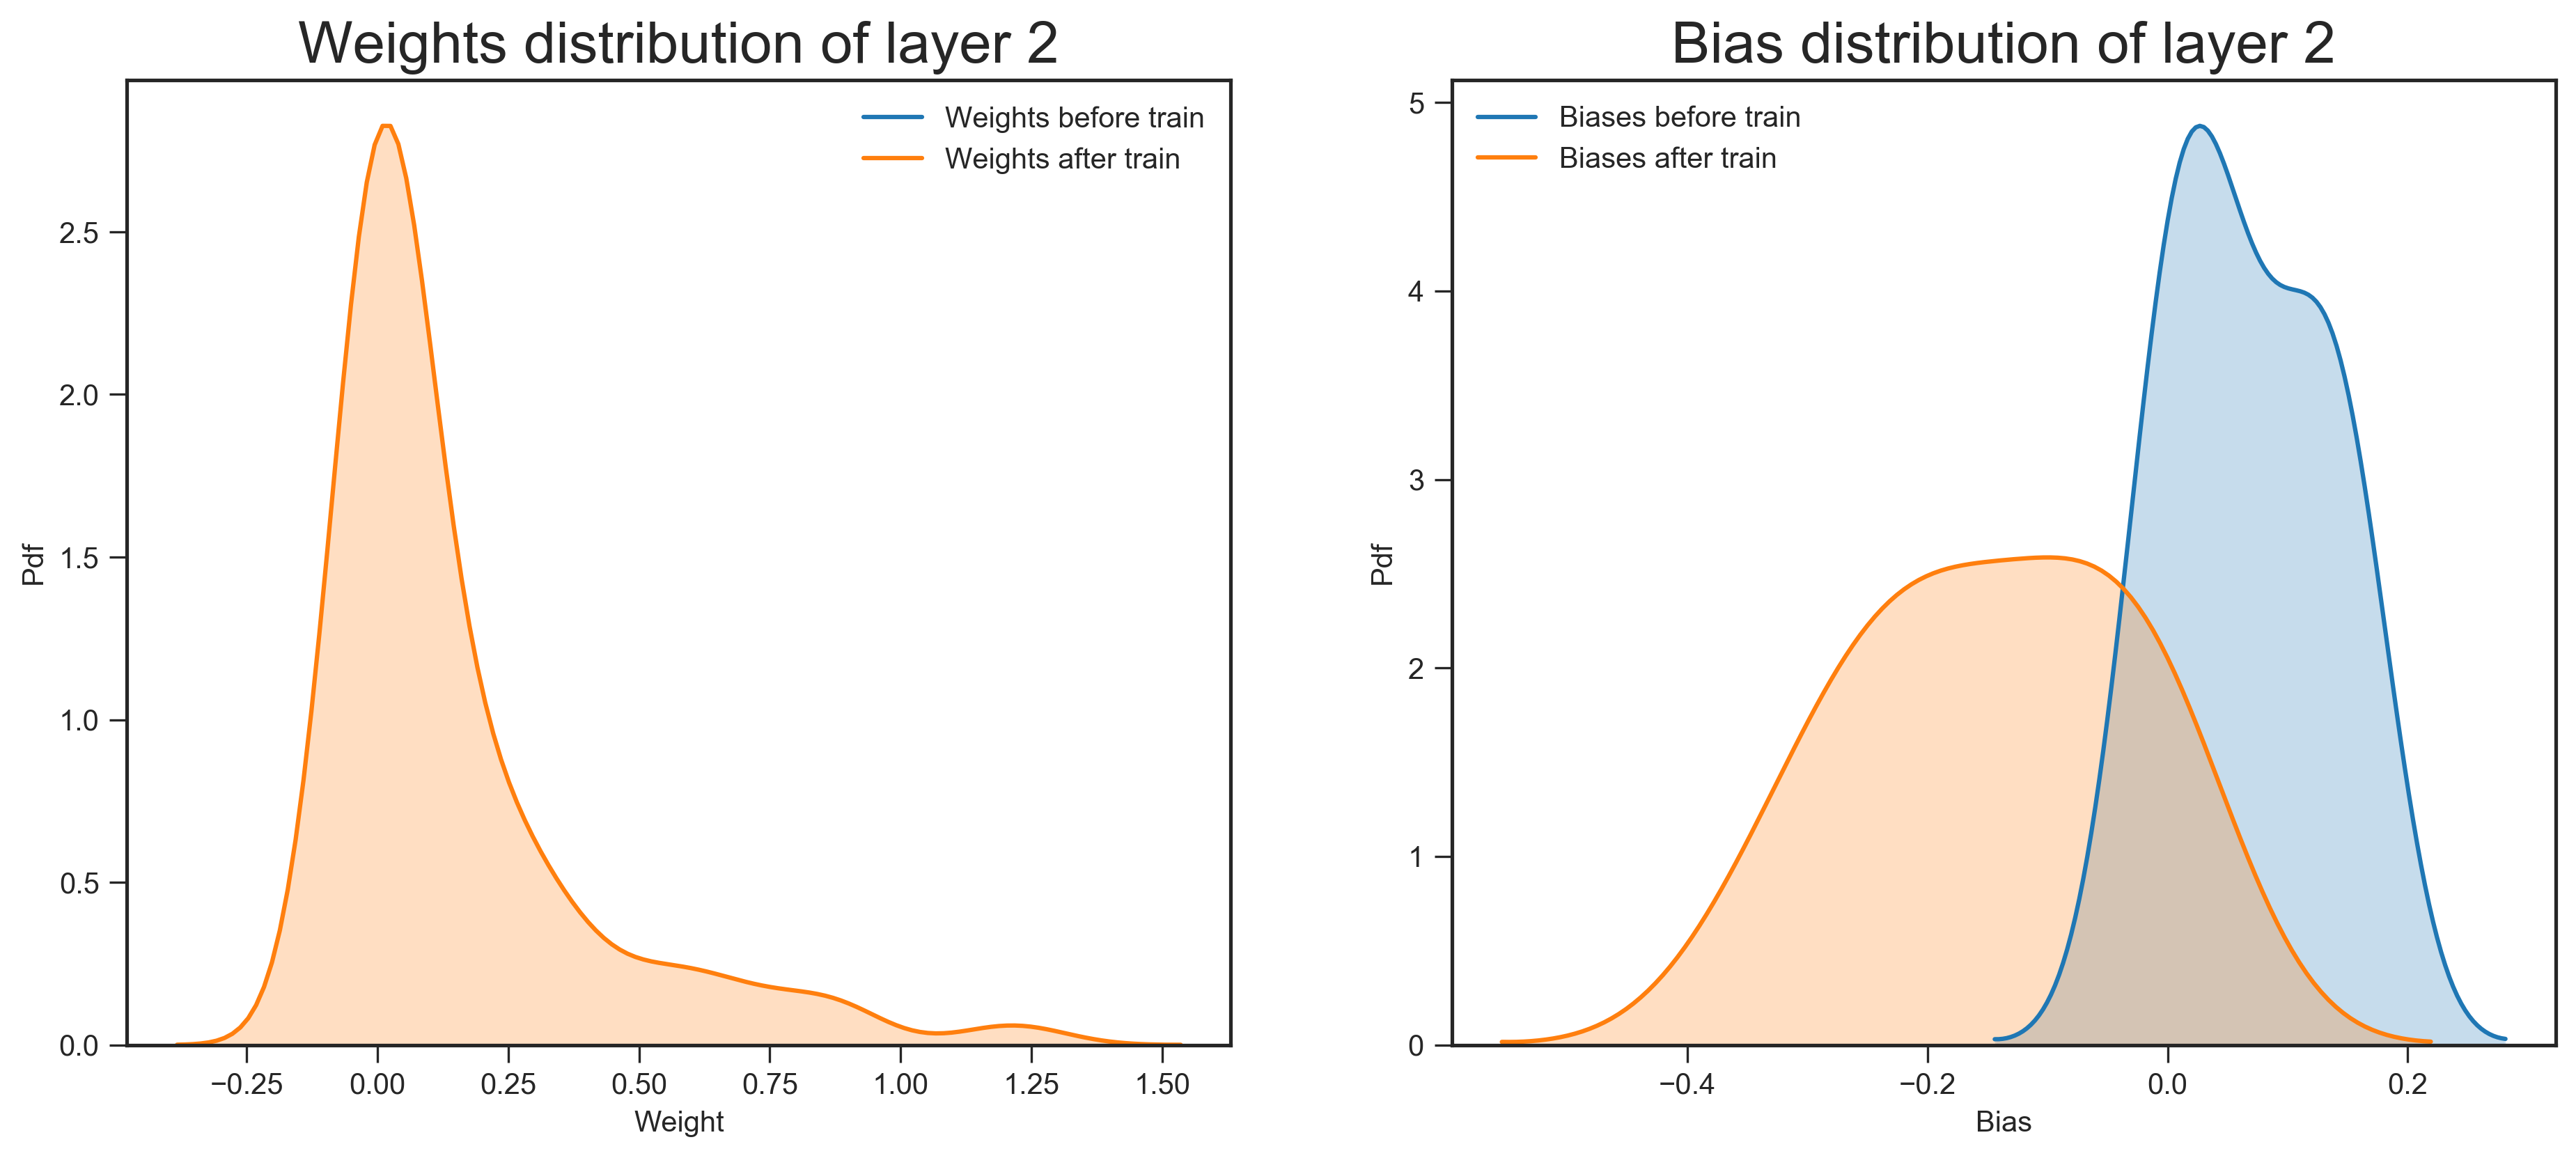 Weights distribution of layer 2
Weights before train
Weights after train
Pdf
2.5
2.0
1.5
1.0
0.5
0.0
−0.25 0.00 0.25 0.50 0.75 1.00 1.25 1.50
Weight
Bias distribution of layer 2
Biases before train
Biases after train
Pdf
5
4
3
2
1
0
−0.4 −0.2 0.0 0.2
Bias